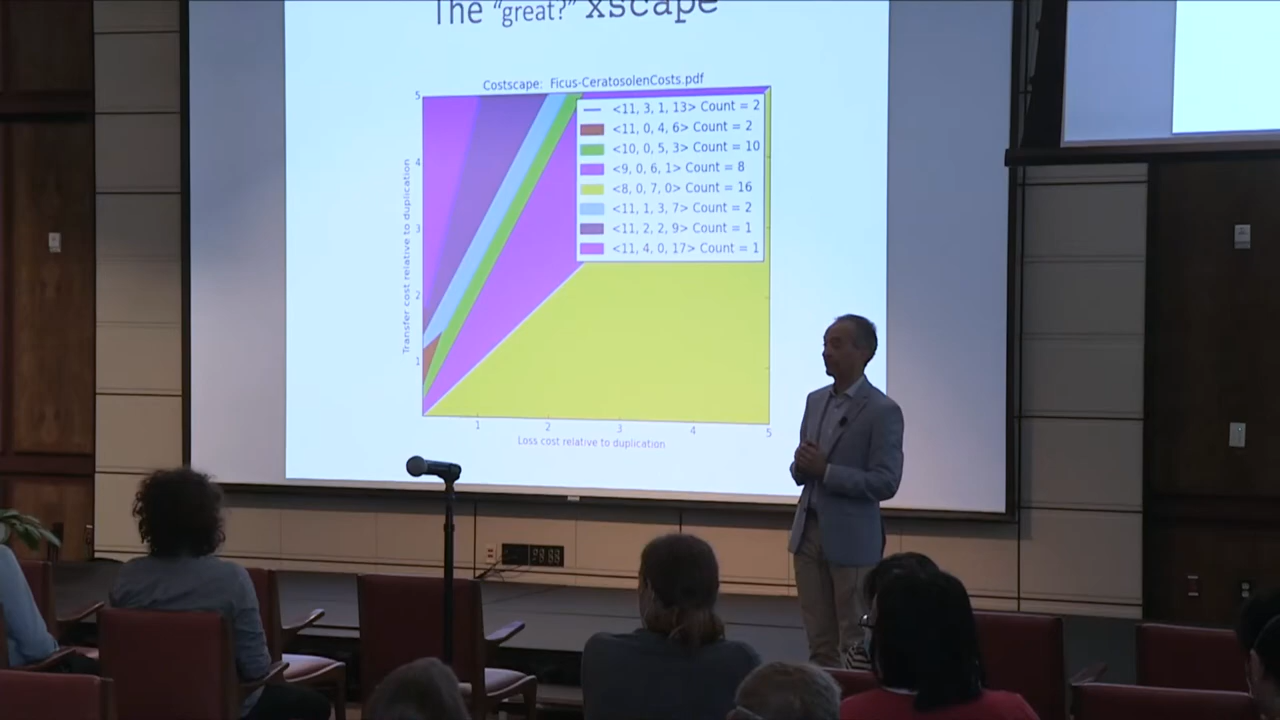 The “great?” xscape
Costscape: Ficus-CeratosolenCosts.pdf
<11, 3, 1, 13> Count = 2
<11, 0, 4, 6> Count = 2
<10, 0, 5, 3> Count = 10
<9, 0, 6, 1> Count = 8
<8, 0, 7, 0> Count = 16
<11, 1, 3, 7> Count = 2
<11, 2, 2, 9> Count = 1
<11, 4, 0, 17> Count = 1
Transfer cost relative to duplication
5
4
3
2
1
1 2 3 4 5
Loss cost relative to duplication